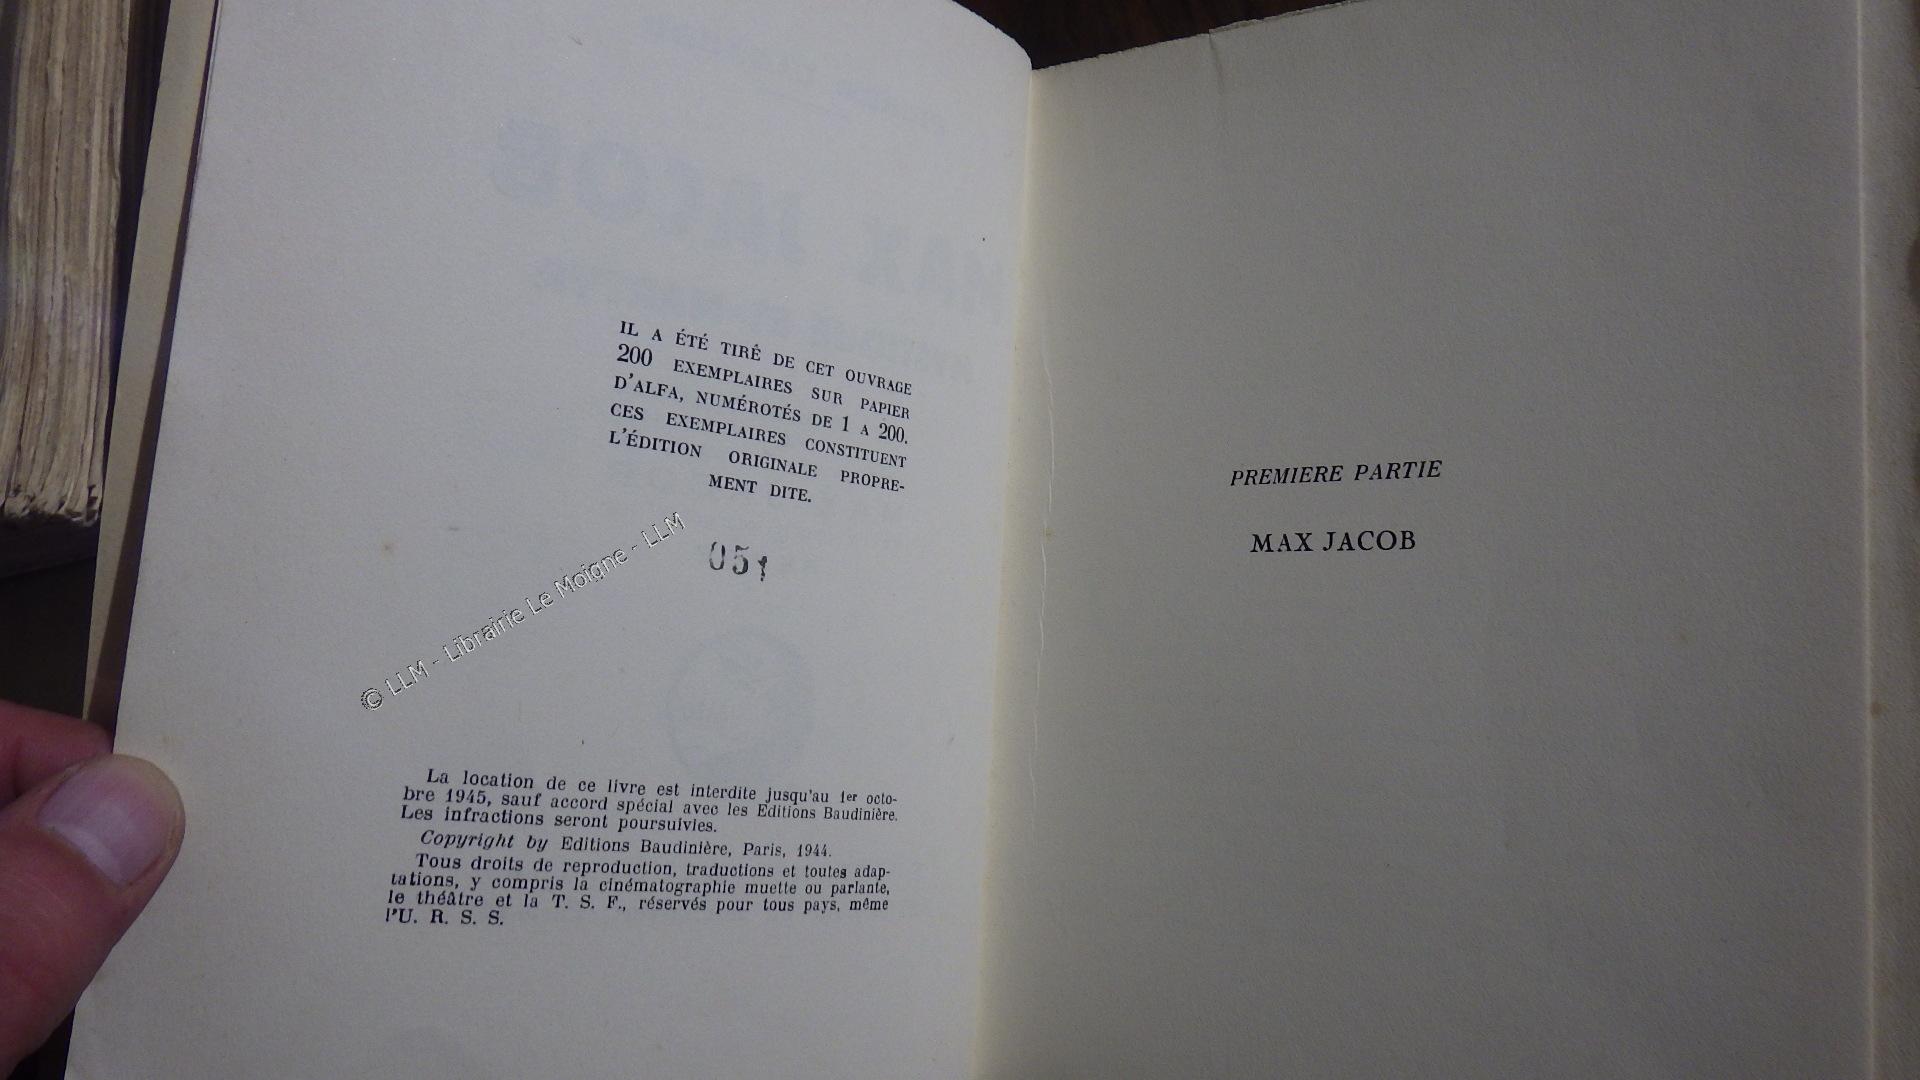 IL A ÉTÉ TIRÉ DE CET OUVRAGE
200 EXEMPLAIRES SUR PAPIER
D'ALFA, NUMÉROTÉS DE 1 A 200.
CES EXEMPLAIRES CONSTITUENT
L'ÉDITION ORIGINALE PROPRE-
MENT DITE.
051
© LLM - Librairie Le Moigne - LLM
La location de ce livre est interdite jusqu'au 1er octo-
bre 1945, sauf accord spécial avec les Editions Baudinière.
Les infractions seront poursuivies.
Copyright by Editions Baudinière, Paris, 1944.
Tous droits de reproduction, traductions et toutes adap-
tations, y compris la cinématographie muette ou parlante,
le théâtre et la T. S. F., réservés pour tous pays, même
l'U. R. S. S.
PREMIERE PARTIE
MAX JACOB